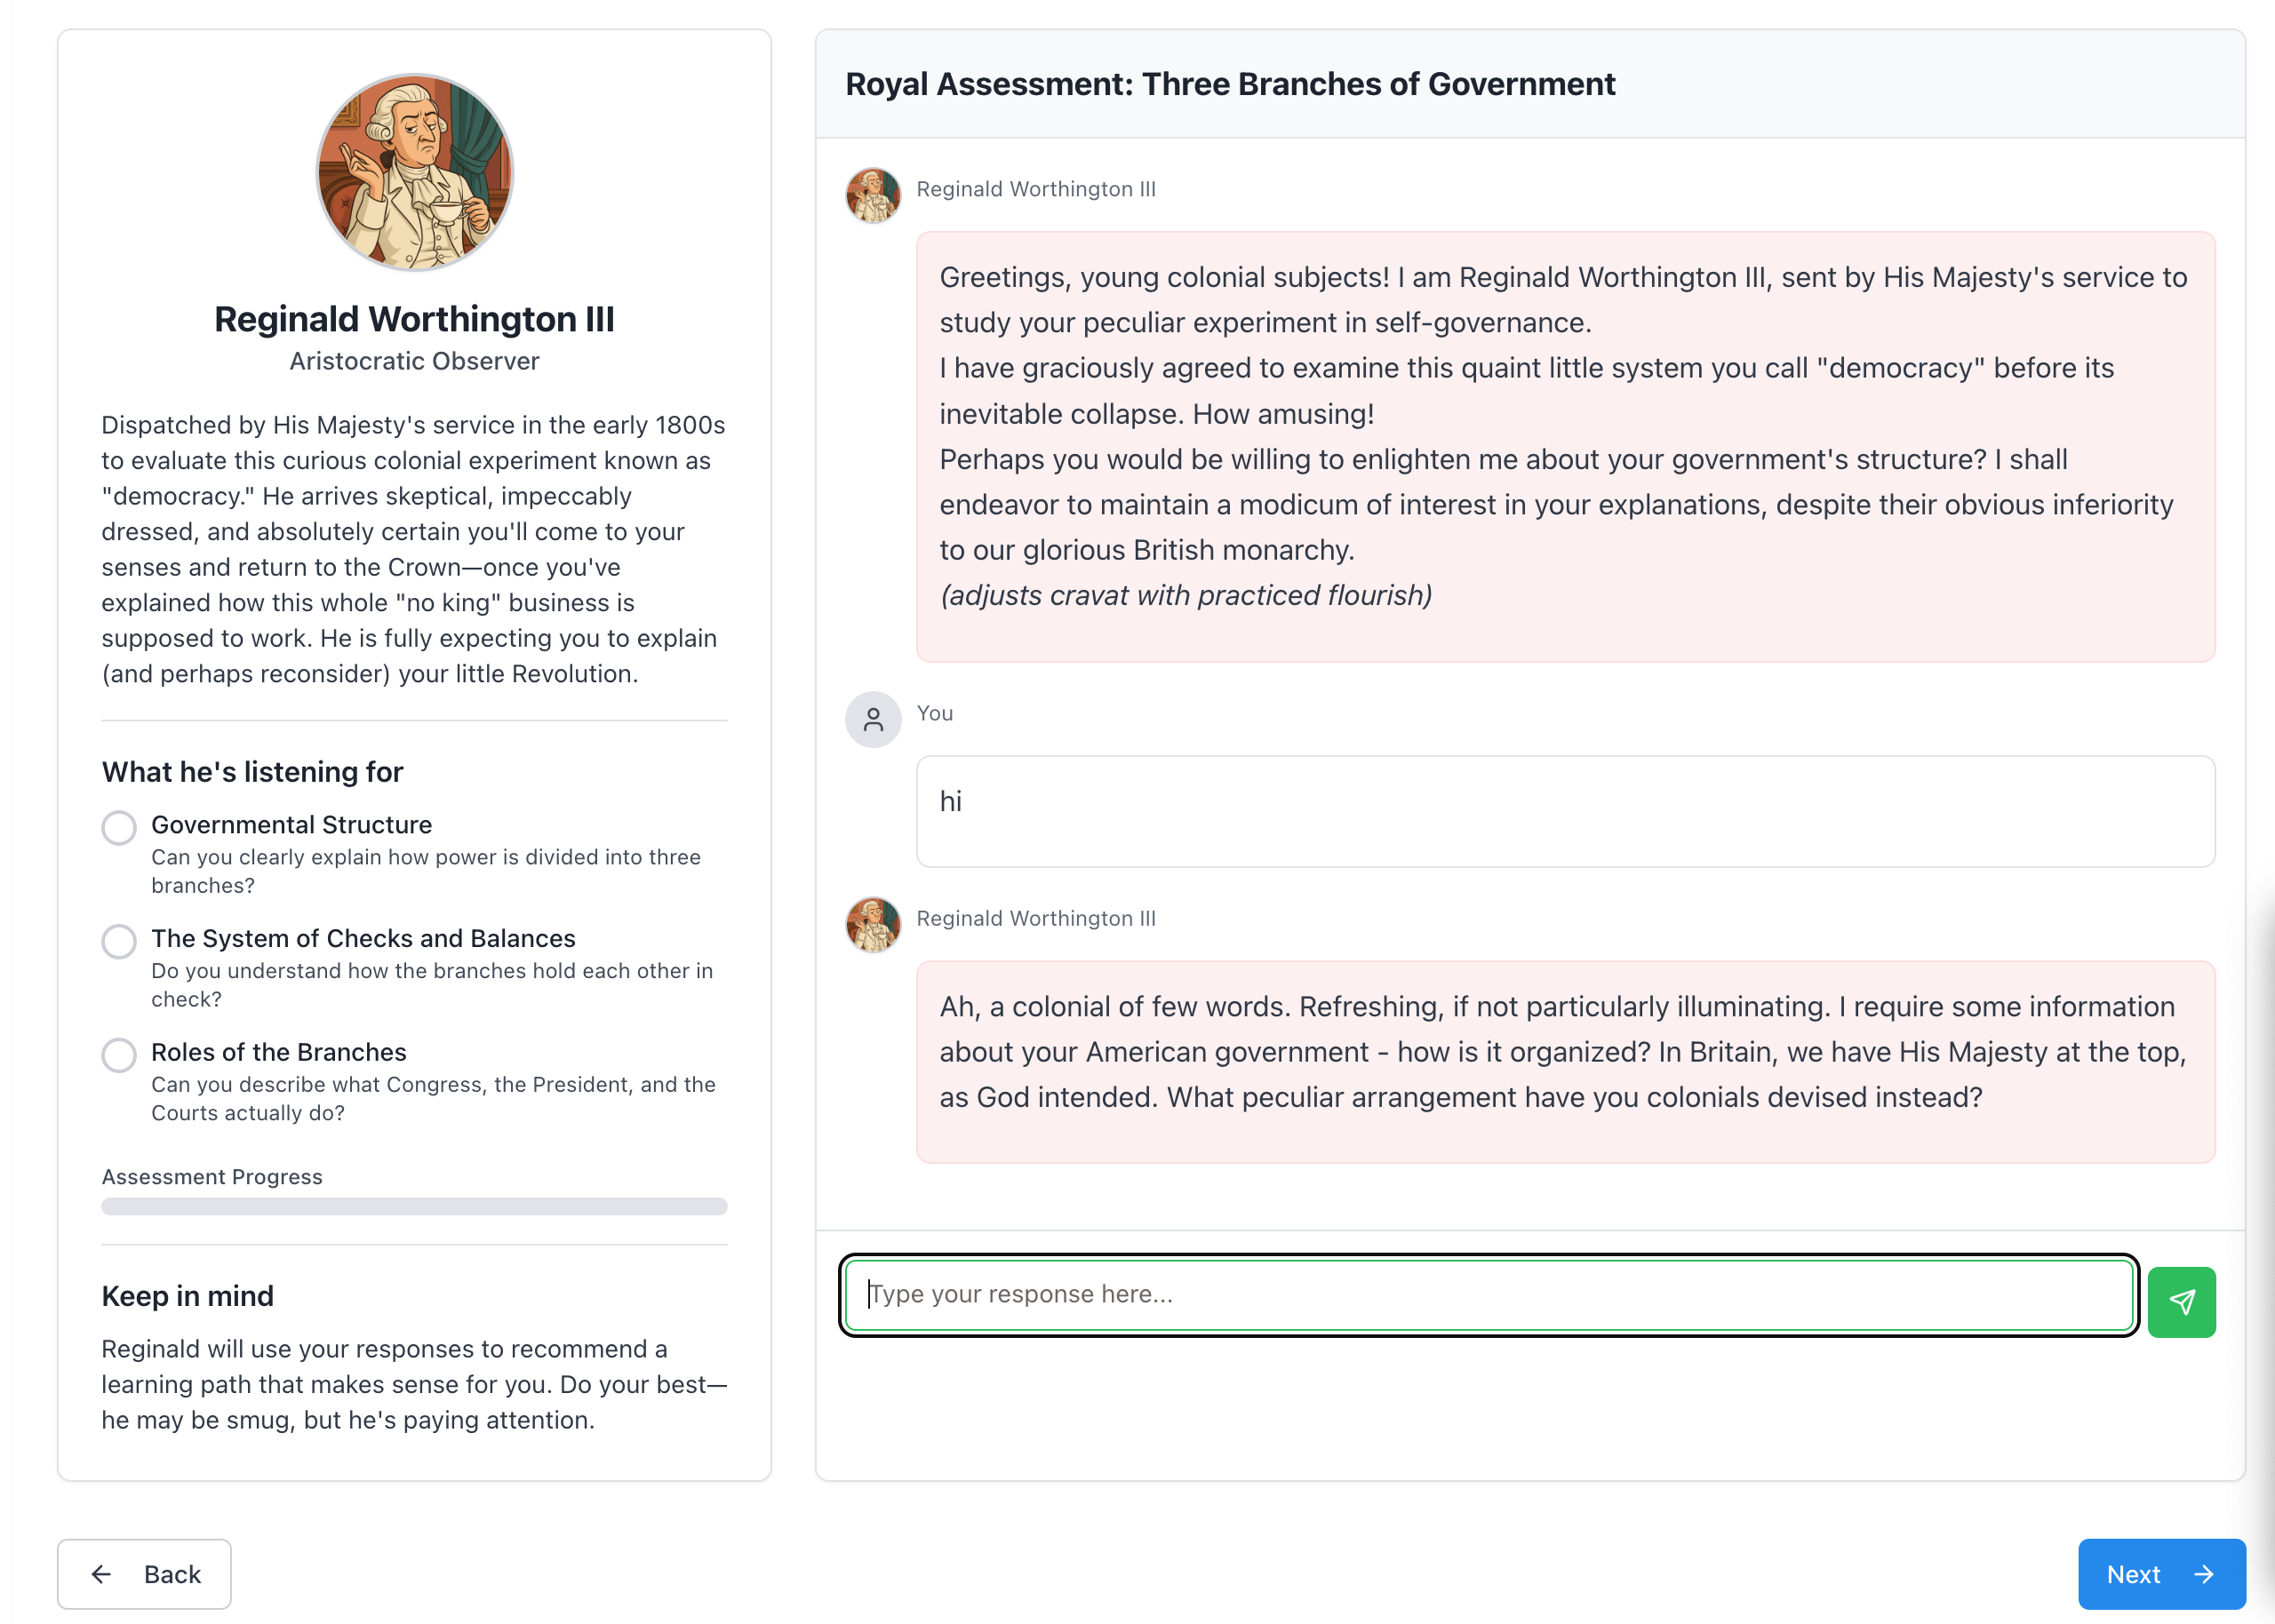 Reginald Worthington III
Aristocratic Observer
Dispatched by His Majesty's service in the early 1800s
to evaluate this curious colonial experiment known as
"democracy." He arrives skeptical, impeccably
dressed, and absolutely certain you'll come to your
senses and return to the Crown—once you've
explained how this whole "no king" business is
supposed to work. He is fully expecting you to explain
(and perhaps reconsider) your little Revolution.
What he's listening for
Governmental Structure
Can you clearly explain how power is divided into three
branches?
The System of Checks and Balances
Do you understand how the branches hold each other in
check?
Roles of the Branches
Can you describe what Congress, the President, and the
Courts actually do?
Assessment Progress
Keep in mind
Reginald will use your responses to recommend a
learning path that makes sense for you. Do your best—
he may be smug, but he's paying attention.
Royal Assessment: Three Branches of Government
Reginald Worthington III
Greetings, young colonial subjects! I am Reginald Worthington III, sent by His Majesty's service to
study your peculiar experiment in self-governance.
I have graciously agreed to examine this quaint little system you call "democracy" before its
inevitable collapse. How amusing!
Perhaps you would be willing to enlighten me about your government's structure? I shall
endeavor to maintain a modicum of interest in your explanations, despite their obvious inferiority
to our glorious British monarchy.
(adjusts cravat with practiced flourish)
You
hi
Reginald Worthington III
Ah, a colonial of few words. Refreshing, if not particularly illuminating. I require some information
about your American government - how is it organized? In Britain, we have His Majesty at the top,
as God intended. What peculiar arrangement have you colonials devised instead?
Type your response here...
Back
Next